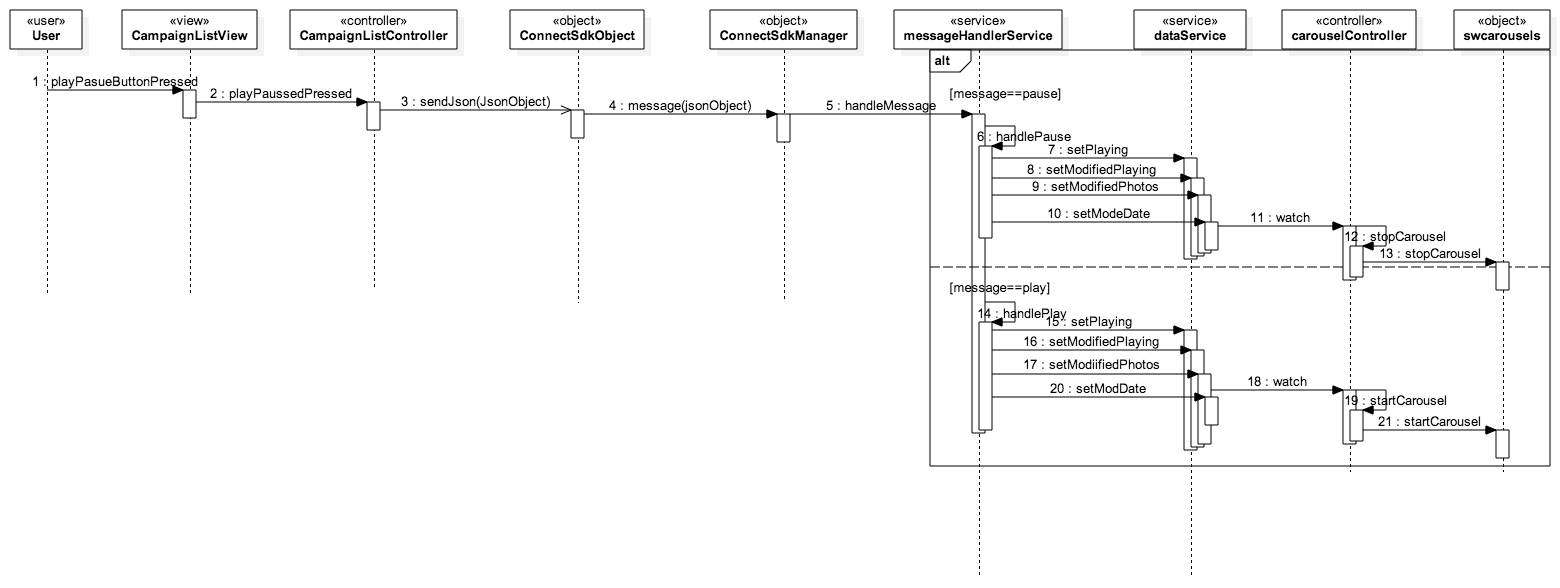 «user»
User
«view»
CampaignListView
«controller»
CampaignListController
«object»
ConnectSdkObject
«object»
ConnectSdkManager
«service»
messageHandlerService
«service»
dataService
«controller»
carouselController
«object»
swcarousels
alt
1 : playPasueButtonPressed
2 : playPaussedPressed
3 : sendJson(JsonObject)
4 : message(jsonObject)
5 : handleMessage
[message==pause]
6 : handlePause
7 : setPlaying
8 : setModifiedPlaying
9 : setModifiedPhotos
10 : setModeDate
11 : watch
12 : stopCarousel
13 : stopCarousel
[message==play]
14 : handlePlay
15 : setPlaying
16 : setModifiedPlaying
17 : setModiifiedPhotos
18 : watch
20 : setModDate
19 : startCarousel
21 : startCarousel